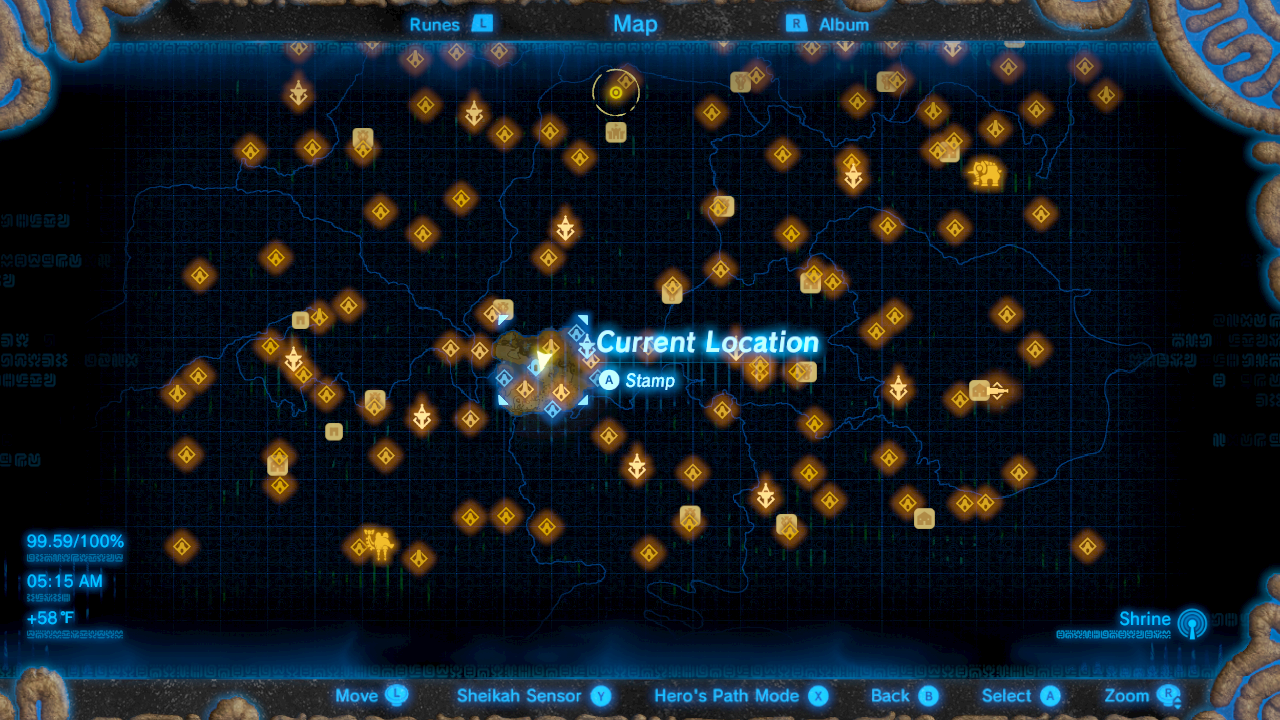 Runes L
Map
R Album
Current Location
A Stamp
99.59/100%
05:15 AM
+58°F
Shrine
Move L
Sheikah Sensor Y
Hero's Path Mode X
Back B
Select A
Zoom R